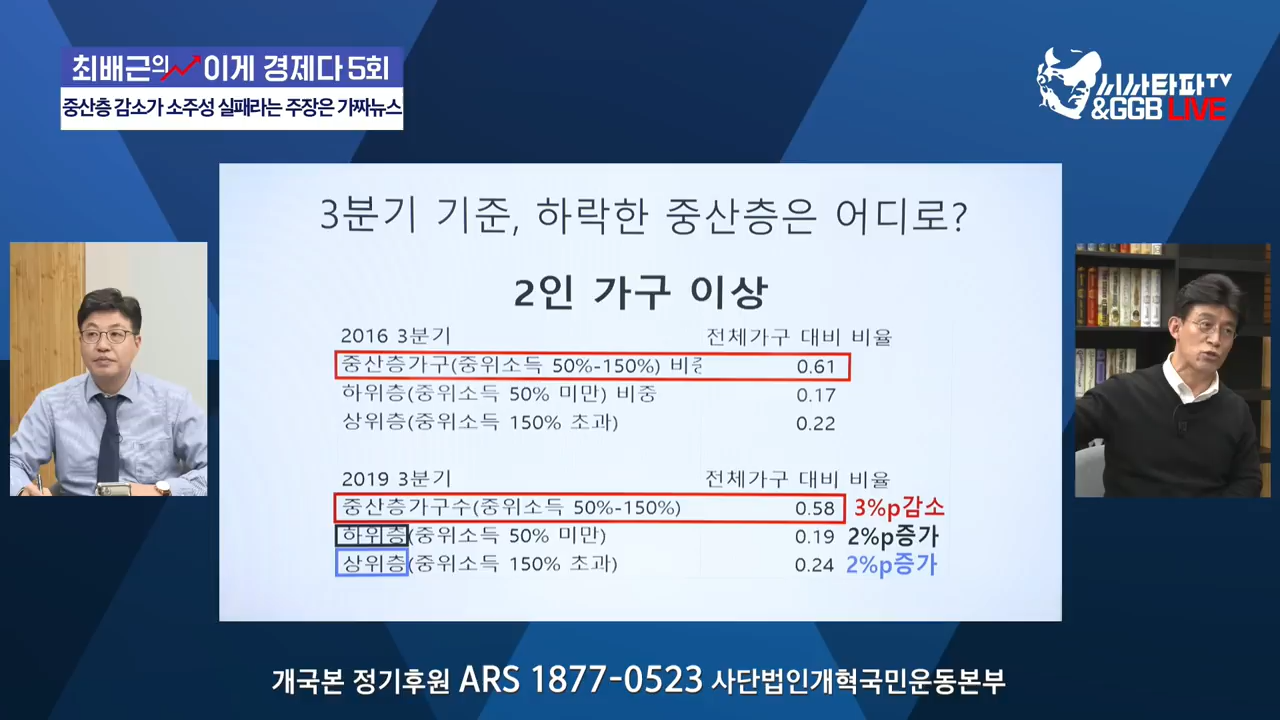 최배근의 이게 경제다 5회
중산층 감소가 소주성 실패라는 주장은 가짜뉴스
씨싸타파TV
&GGB LIVE
3분기 기준, 하락한 중산층은 어디로?
2인 가구 이상
2016 3분기 전체가구 대비 비율
중산층가구(중위소득 50%-150%) 비중 0.61
하위층(중위소득 50% 미만) 비중 0.17
상위층(중위소득 150% 초과) 0.22
2019 3분기 전체가구 대비 비율
중산층가구수(중위소득 50%-150%) 0.58 3%p감소
하위층(중위소득 50% 미만) 0.19 2%p증가
상위층(중위소득 150% 초과) 0.24 2%p증가
개국본 정기후원 ARS 1877-0523 사단법인개혁국민운동본부